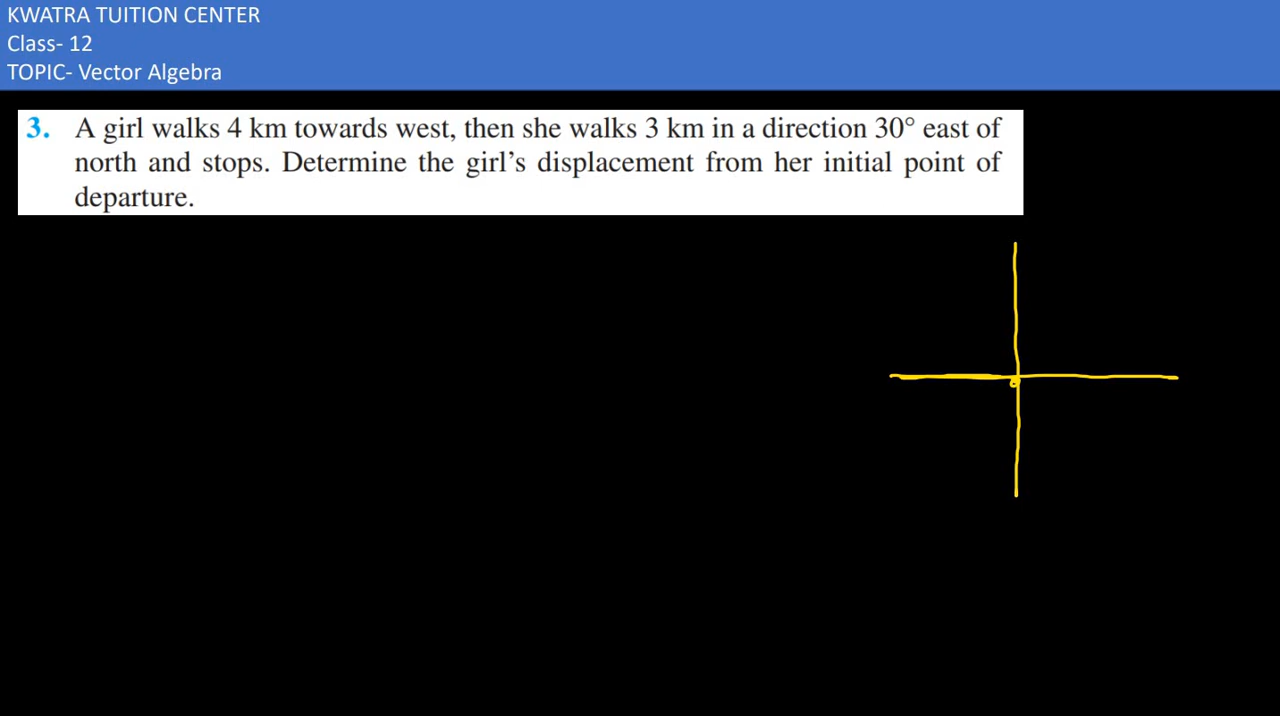 KWATRA TUITION CENTER
Class- 12
TOPIC- Vector Algebra
3. A girl walks 4 km towards west, then she walks 3 km in a direction 30° east of
north and stops. Determine the girl’s displacement from her initial point of
departure.